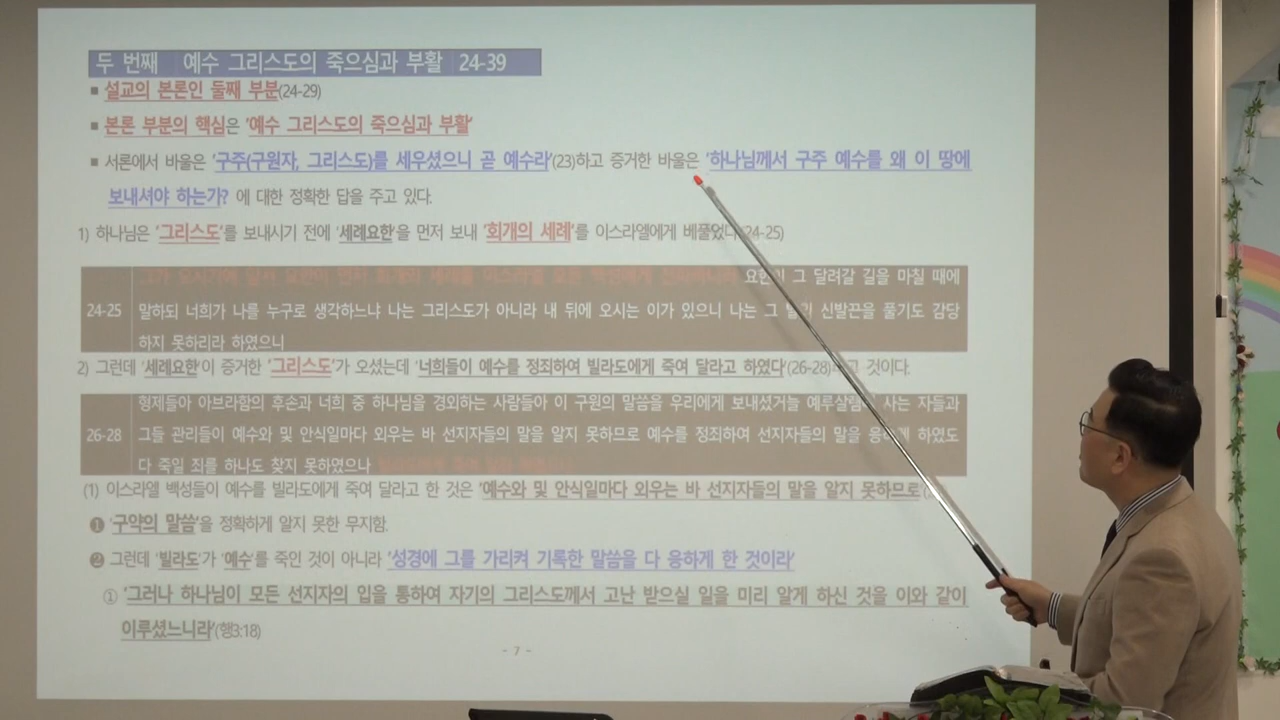 두 번째 예수 그리스도의 죽으심과 부활 24-39
■ 설교의 본론인 둘째 부분(24-29)
■ 본론 부분의 핵심은 '예수 그리스도의 죽으심과 부활'
■ 서론에서 바울은 '구주(구원자, 그리스도)를 세우셨으니 곧 예수라'(23)하고 증거한 바울은 '하나님께서 구주 예수를 왜 이 땅에
보내셔야 하는가? 에 대한 정확한 답을 주고 있다.
1) 하나님은 '그리스도'를 보내시기 전에 '세례요한'을 먼저 보내 '회개의 세례'를 이스라엘에게 베풀었다(24-25)
그가 오시기에 앞서 요한이 먼저 회개의 세례를 이스라엘 모든 백성에게 요한이 그 달려갈 길을 마칠 때에
24-25 말하되 너희가 나를 누구로 생각하느냐 나는 그리스도가 아니라 내 뒤에 오시는 이가 있으니 나는 그 발의 신발끈을 풀기도 감당
하지 못하리라 하였으니
2) 그런데 '세례요한'이 증거한 '그리스도'가 오셨는데 '너희들이 예수를 정죄하여 빌라도에게 죽여 달라고 하였다'(26-28) 것이다.
형제들아 아브라함의 후손과 너희 중 하나님을 경외하는 사람들아 이 구원의 말씀을 우리에게 보내셨거늘 예루살렘에 사는 자들과
26-28 그들 관리들이 예수와 및 안식일마다 외우는 바 선지자들의 말을 알지 못하므로 예수를 정죄하여 선지자들의 말을 응하게 하였도
다 죽일 죄를 하나도 찾지 못하였으나
(1) 이스라엘 백성들이 예수를 빌라도에게 죽여 달라고 한 것은 '예수와 및 안식일마다 외우는 바 선지자들의 말을 알지 못하므로'
❶ '구약의 말씀'을 정확하게 알지 못한 무지함.
❷ 그런데 '빌라도'가 '예수'를 죽인 것이 아니라 '성경에 그를 가리켜 기록한 말씀을 다 응하게 한 것이라'
① '그러나 하나님이 모든 선지자의 입을 통하여 자기의 그리스도께서 고난 받으실 일을 미리 알게 하신 것을 이와 같이
이루셨느니라'(행3:18)
- 7 -